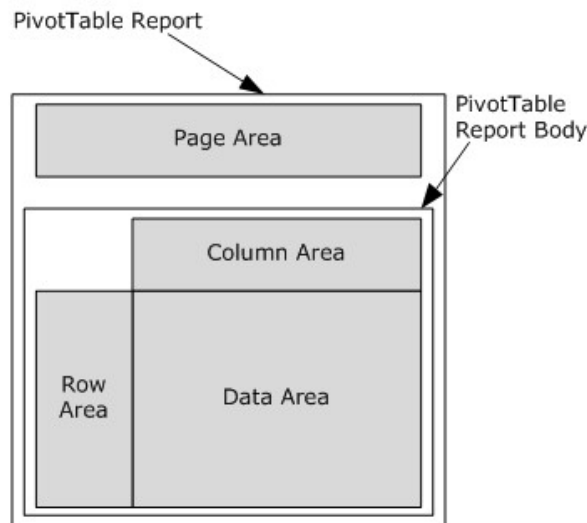 PivotTable Report
PivotTable
Report Body
Page Area
Column Area
Row
Area
Data Area